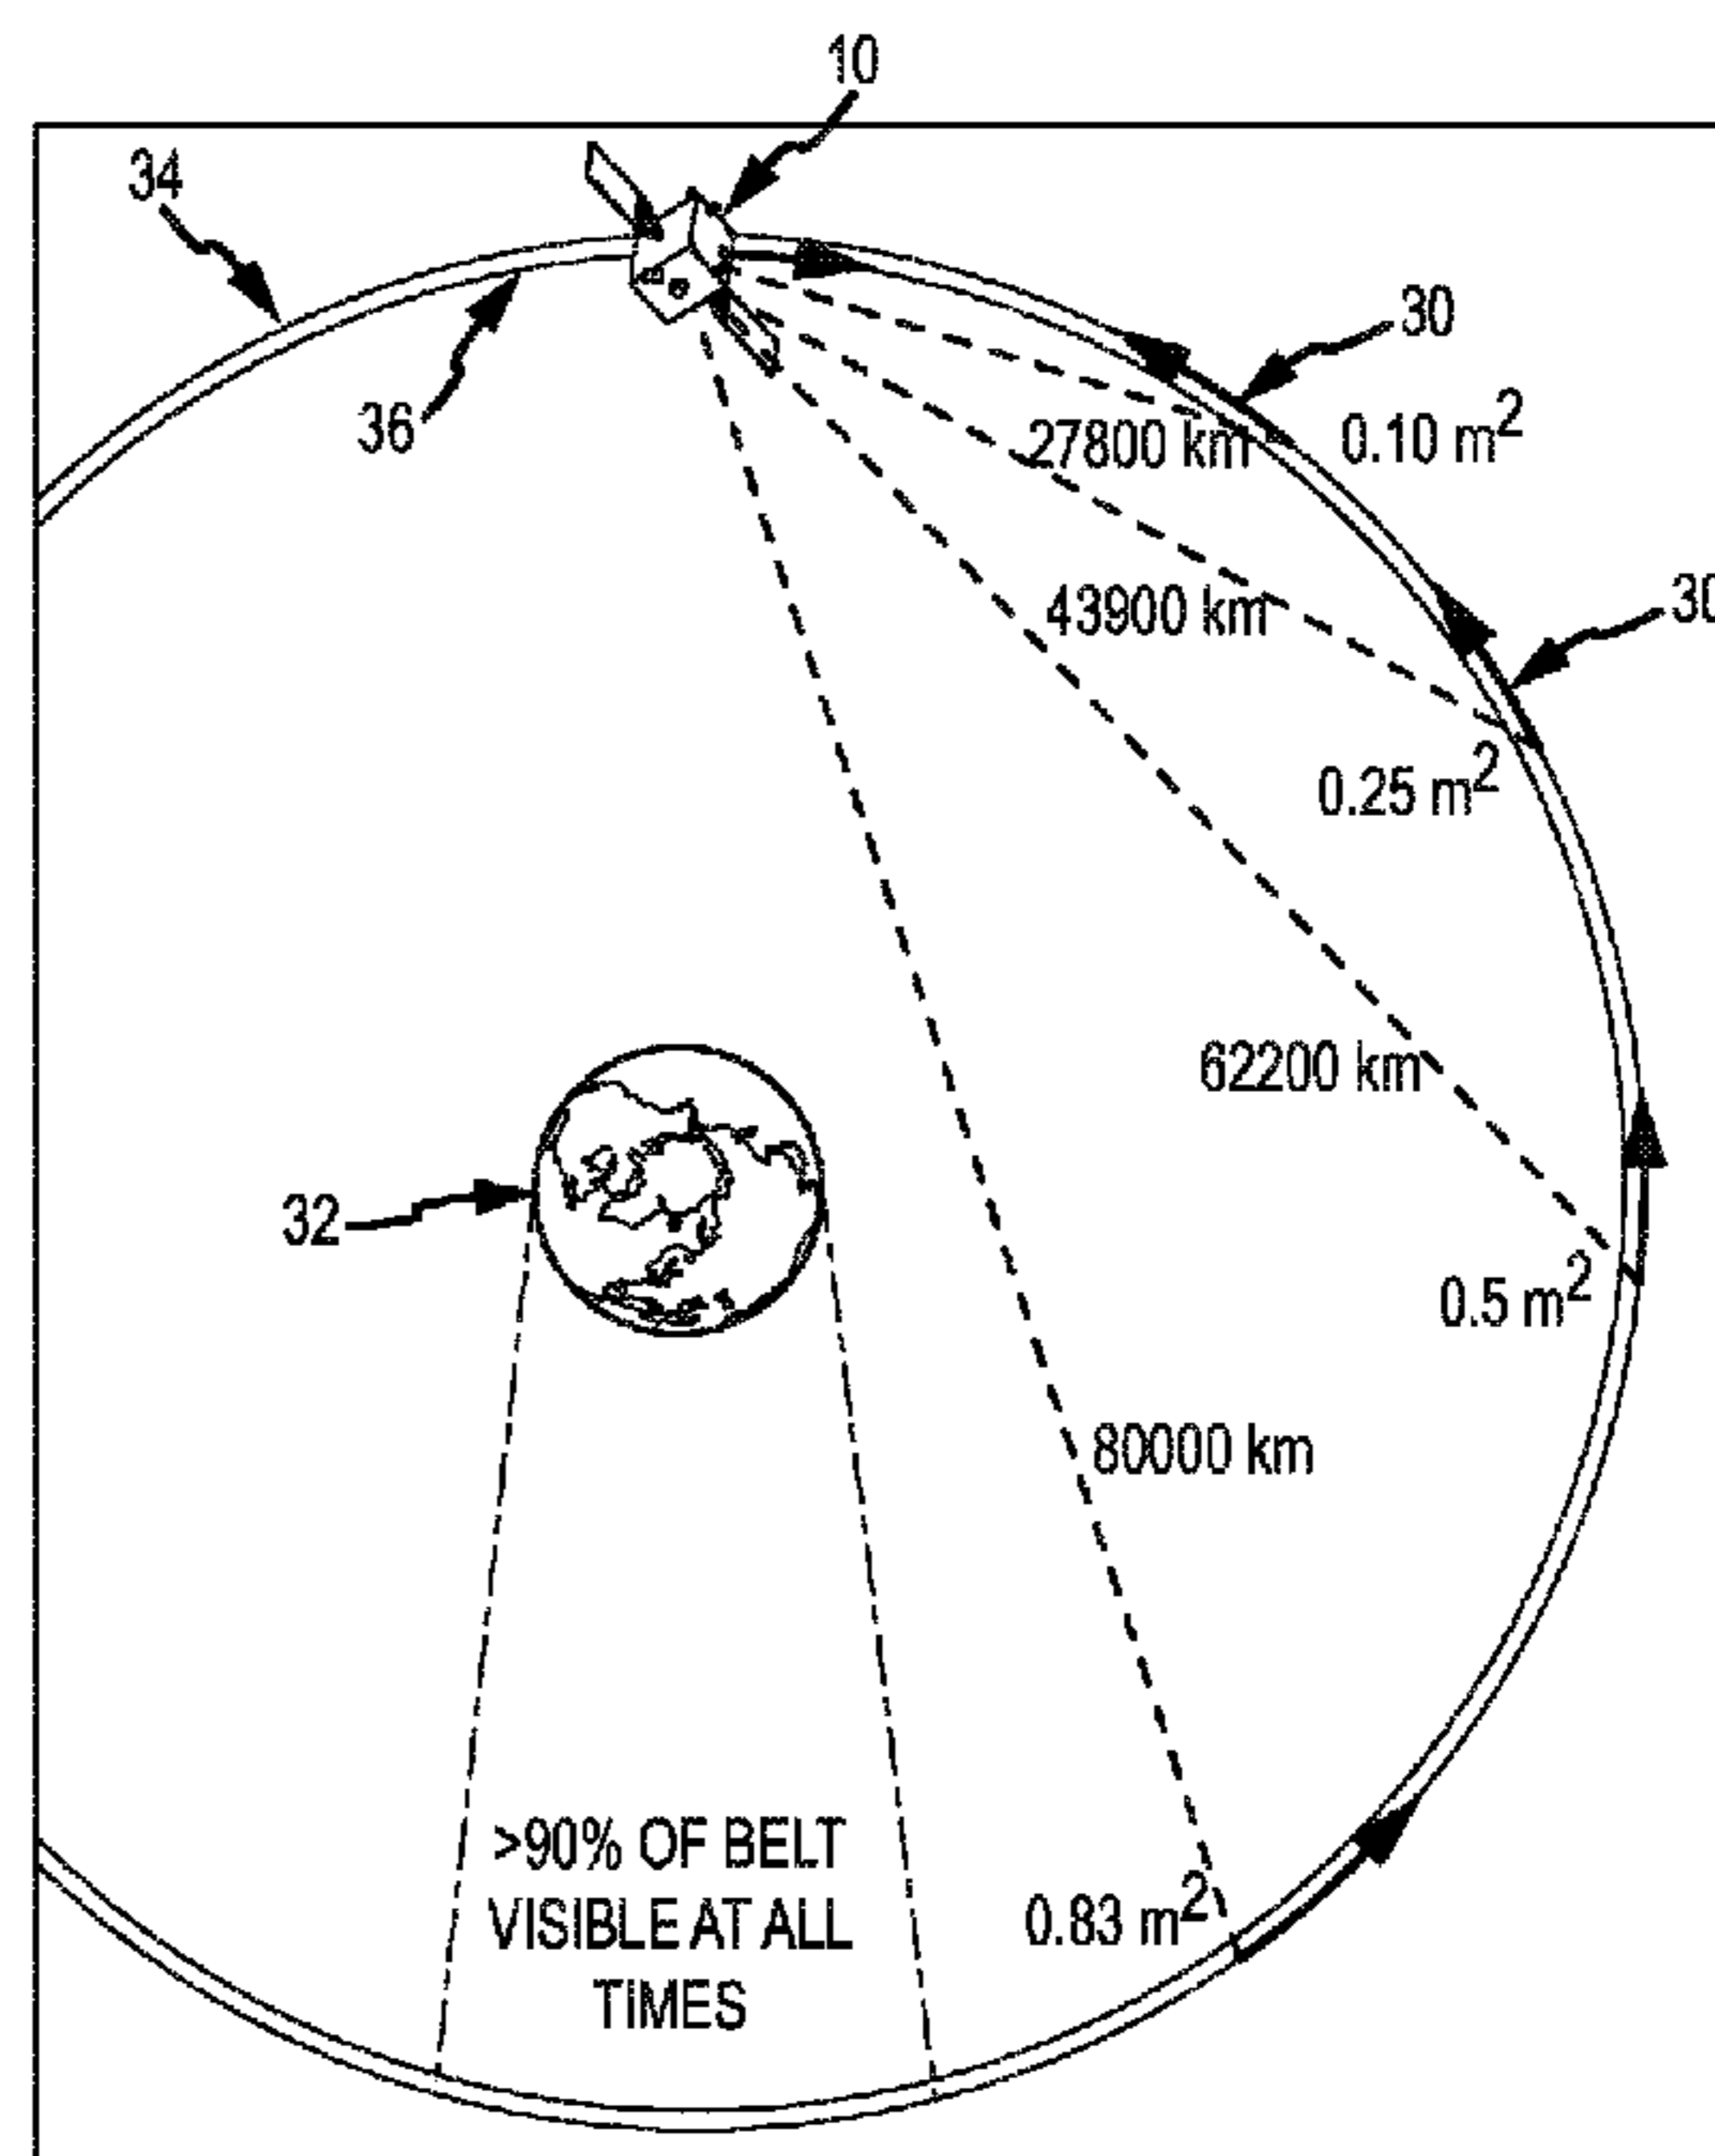 10
34
30
36
27800 km
0.10 m²
43900 km
30
0.25 m²
62200 km
32
0.5 m²
80000 km
>90% OF BELT
VISIBLE AT ALL
TIMES
0.83 m²